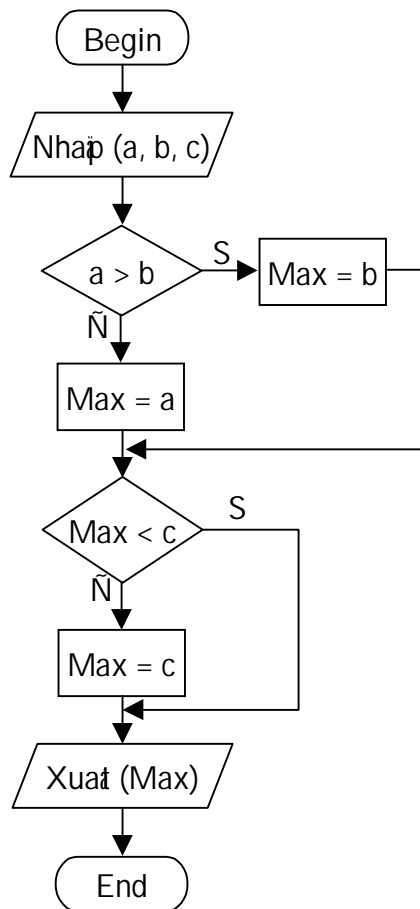 Begin
Nhaäp (a, b, c)
a > b
S
Max = b
Ñ
Max = a
Max < c
S
Ñ
Max = c
Xuaát (Max)
End